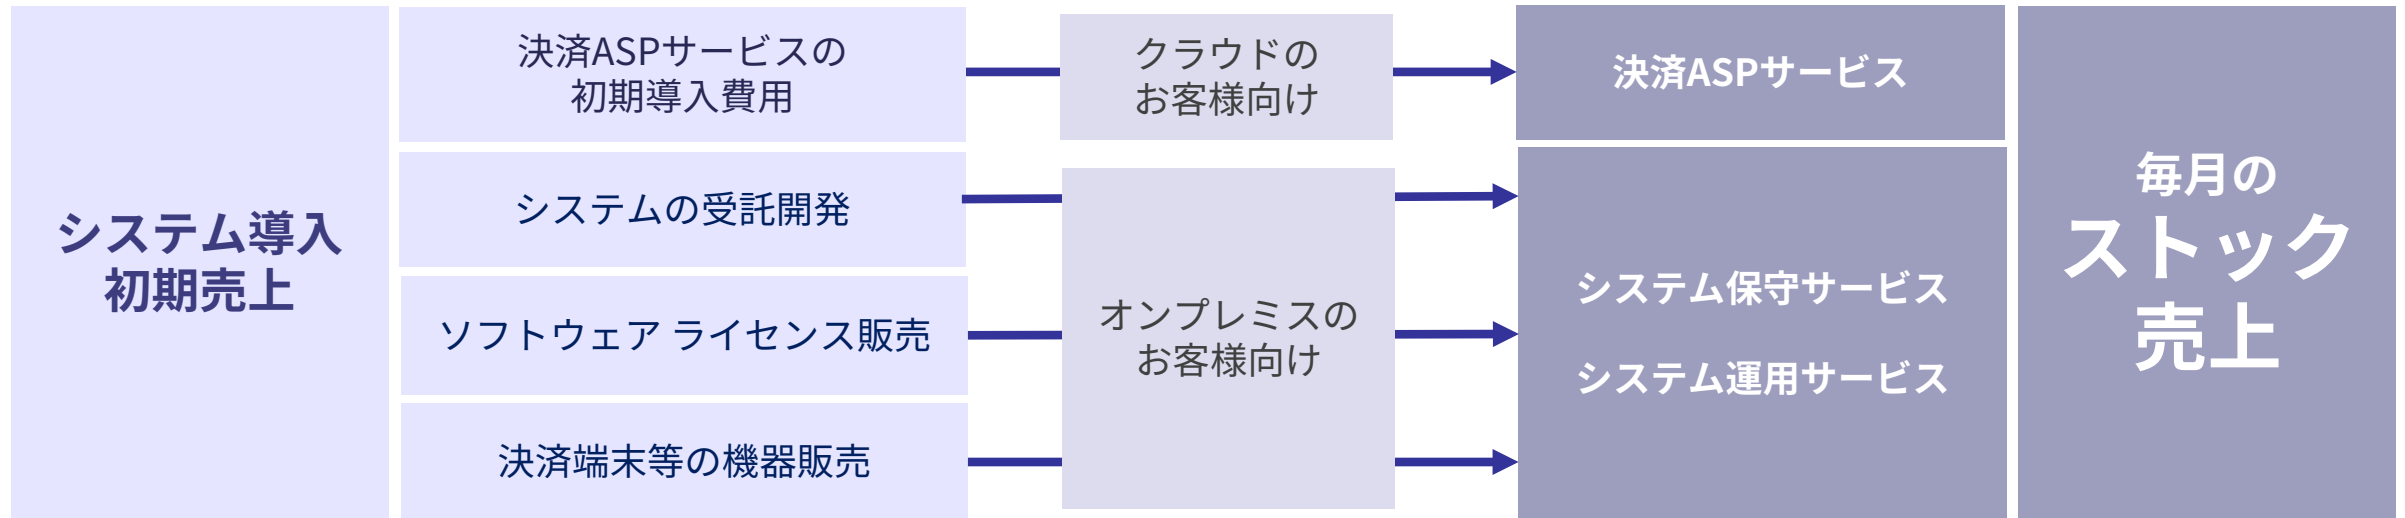 システム導入
初期売上
決済ASPサービスの
初期導入費用
システムの受託開発
ソフトウェア ライセンス販売
決済端末等の機器販売
クラウドの
お客様向け
オンプレミスの
お客様向け
決済ASPサービス
システム保守サービス
システム運用サービス
毎月の
ストック
売上